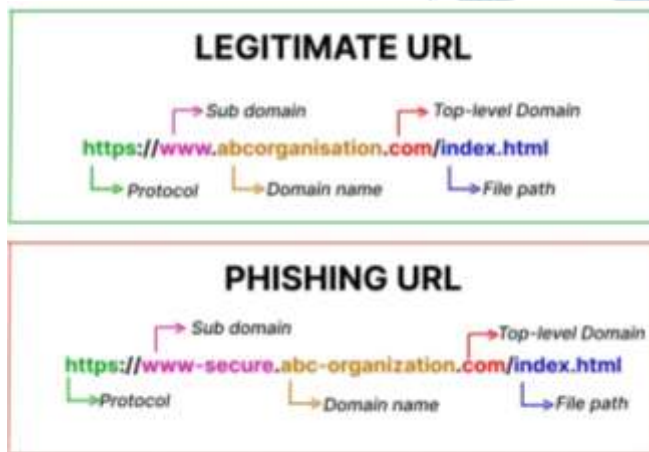 LEGITIMATE URL
Sub domain Top-level Domain
https://www.abcorganisation.com/index.html
Protocol Domain name File path
PHISHING URL
Sub domain Top-level Domain
https://www-secure.abc-organization.com/index.html
Protocol Domain name File path